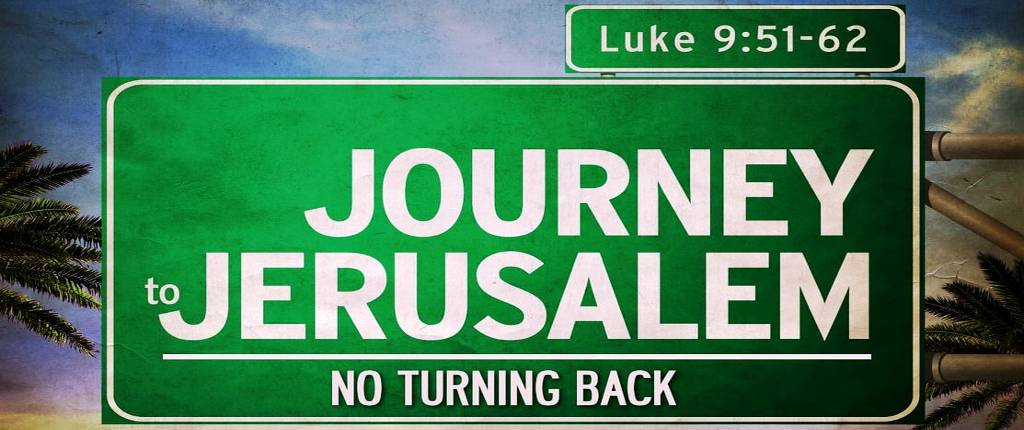 Luke 9:51-62
JOURNEY
to JERUSALEM
NO TURNING BACK